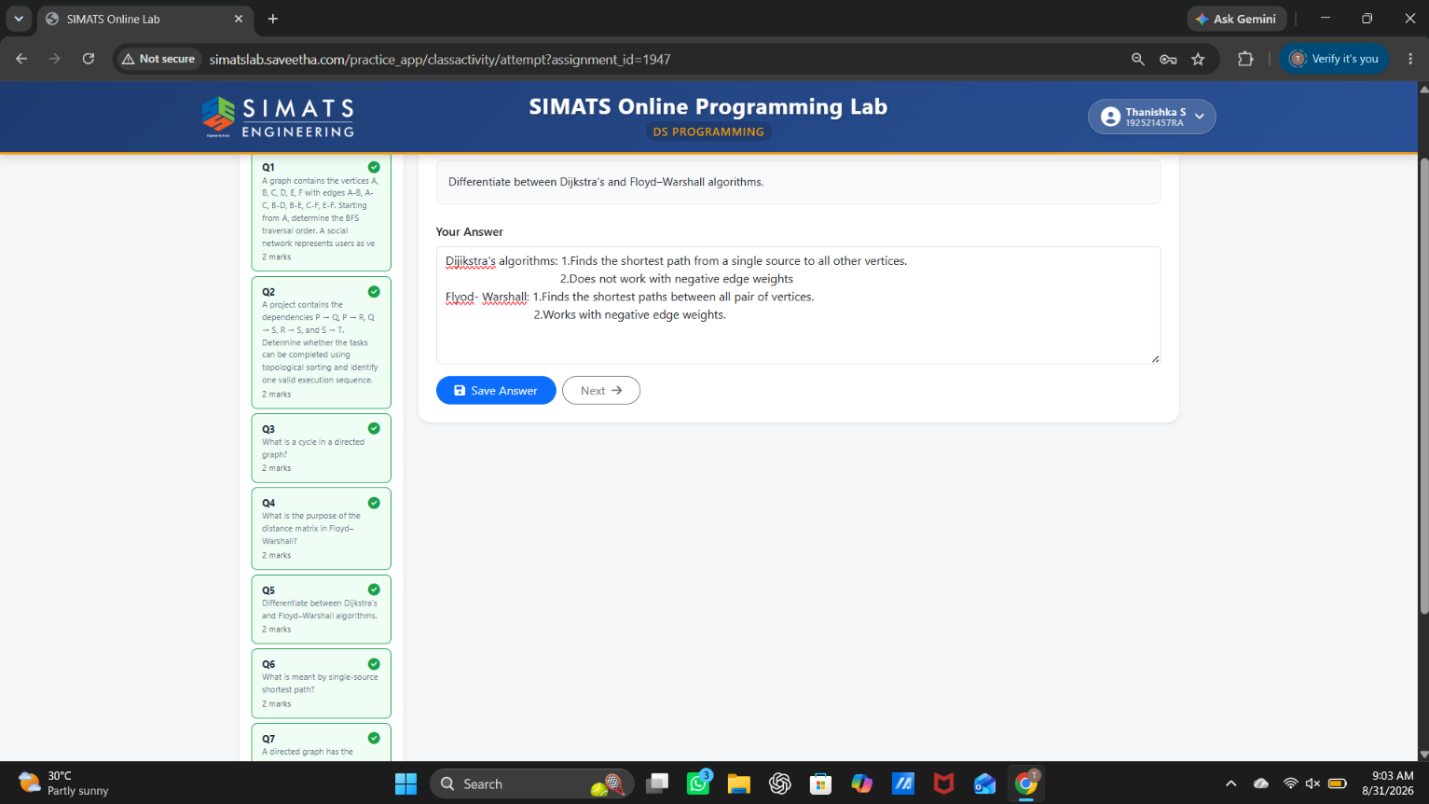 SIMATS Online Lab
Ask Gemini
Not secure
simatslab.saveetha.com/practice_app/classactivity/attempt?assignment_id=1947
Verify it's you
SIMATS
ENGINEERING
SIMATS Online Programming Lab
DS PROGRAMMING
Thanishka S
192521457RA
Q1
A graph contains the vertices A,
B, C, D, E, F with edges A-B, A-
C, B-D, B-E, C-F, E-F. Starting
from A, determine the BFS
traversal order. A social
network represents users as ve
2 marks
Q2
A project contains the
dependencies P → Q, P → R, Q
→ S, R → S, and S → T.
Determine whether the tasks
can be completed using
topological sorting and identify
one valid execution sequence.
2 marks
Q3
What is a cycle in a directed
graph?
2 marks
Q4
What is the purpose of the
distance matrix in Floyd–
Warshall?
2 marks
Q5
Differentiate between Dijkstra's
and Floyd–Warshall algorithms.
2 marks
Q6
What is meant by single-source
shortest path?
2 marks
Q7
A directed graph has the
Differentiate between Dijkstra's and Floyd–Warshall algorithms.
Your Answer
Dijikstra's algorithms: 1.Finds the shortest path from a single source to all other vertices.
2.Does not work with negative edge weights
Flyod- Warshall: 1.Finds the shortest paths between all pair of vertices.
2.Works with negative edge weights.
Save Answer
Next
30°C
Partly sunny
Search
3
9:03 AM
8/31/2026